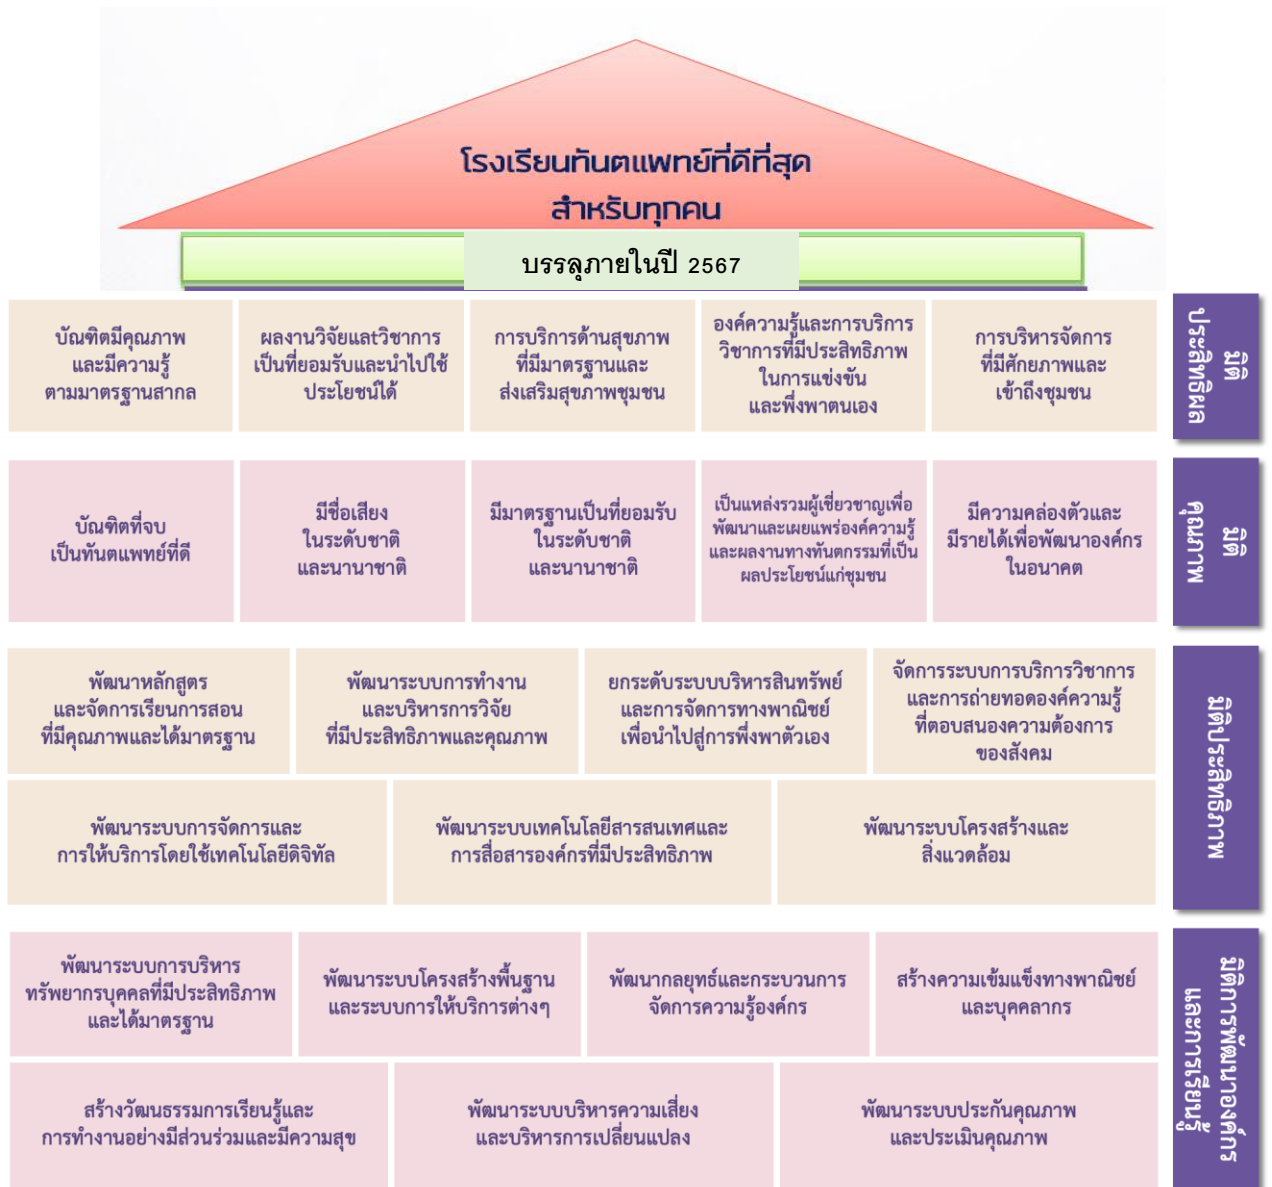 โรงเรียนทันตแพทย์ที่ดีที่สุด
สำหรับทุกคน
บรรลุภายในปี 2567
บัณฑิตมีคุณภาพ
และมีความรู้
ตามมาตรฐานสากล
ผลงานวิจัยแลtวิชาการ
เป็นที่ยอมรับและนำไปใช้
ประโยชน์ได้
การบริการด้านสุขภาพ
ที่มีมาตรฐานและ
ส่งเสริมสุขภาพชุมชน
องค์ความรู้และการบริการ
วิชาการที่มีประสิทธิภาพ
ในการแข่งขัน
และพึ่งพาตนเอง
การบริหารจัดการ
ที่มีศักยภาพและ
เข้าถึงชุมชน
มิติ
ประสิทธิผล
บัณฑิตที่จบ
เป็นทันตแพทย์ที่ดี
มีชื่อเสียง
ในระดับชาติ
และนานาชาติ
มีมาตรฐานเป็นที่ยอมรับ
ในระดับชาติ
และนานาชาติ
เป็นแหล่งรวมผู้เชี่ยวชาญเพื่อ
พัฒนาและเผยแพร่องค์ความรู้
และผลงานทางทันตกรรมที่เป็น
ผลประโยชน์แก่ชุมชน
มีความคล่องตัวและ
มีรายได้เพื่อพัฒนาองค์กร
ในอนาคต
มิติ
คุณภาพ
พัฒนาหลักสูตร
และจัดการเรียนการสอน
ที่มีคุณภาพและได้มาตรฐาน
พัฒนาระบบการทำงาน
และบริหารการวิจัย
ที่มีประสิทธิภาพและคุณภาพ
ยกระดับระบบบริหารสินทรัพย์
และการจัดการทางพาณิชย์
เพื่อนำไปสู่การพึ่งพาตัวเอง
จัดการระบบการบริการวิชาการ
และการถ่ายทอดองค์ความรู้
ที่ตอบสนองความต้องการ
ของสังคม
พัฒนาระบบการจัดการและ
การให้บริการโดยใช้เทคโนโลยีดิจิทัล
พัฒนาระบบเทคโนโลยีสารสนเทศและ
การสื่อสารองค์กรที่มีประสิทธิภาพ
พัฒนาระบบโครงสร้างและ
สิ่งแวดล้อม
มิติประสิทธิภาพ
พัฒนาระบบการบริหาร
ทรัพยากรบุคคลที่มีประสิทธิภาพ
และได้มาตรฐาน
พัฒนาระบบโครงสร้างพื้นฐาน
และระบบการให้บริการต่างๆ
พัฒนากลยุทธ์และกระบวนการ
จัดการความรู้องค์กร
สร้างความเข้มแข็งทางพาณิชย์
และบุคคลากร
สร้างวัฒนธรรมการเรียนรู้และ
การทำงานอย่างมีส่วนร่วมและมีความสุข
พัฒนาระบบบริหารความเสี่ยง
และบริหารการเปลี่ยนแปลง
พัฒนาระบบประกันคุณภาพ
และประเมินคุณภาพ
มิติการพัฒนาองค์กร
และการเรียนรู้